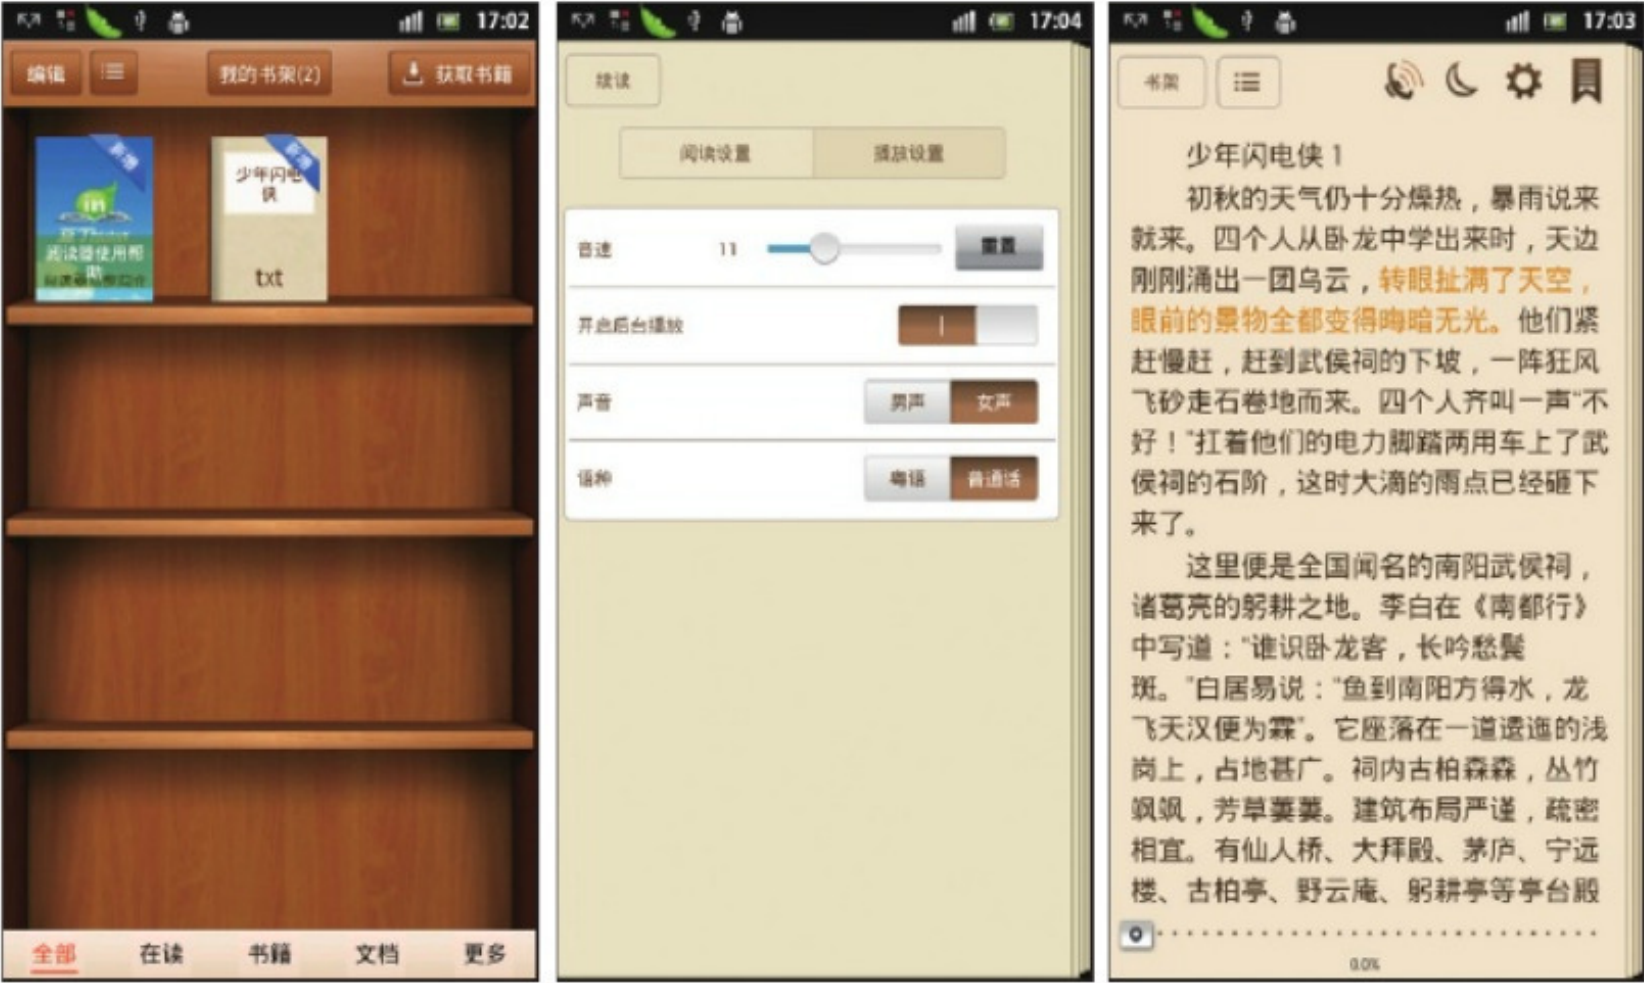 17:02
编辑
我的书架(2)
获取书籍
新增
阅读器使用帮
助
新增
少年闪电
侠
txt
全部
在读
书籍
文档
更多
17:04
续读
阅读设置
播放设置
音速
11
重置
开启后台播放
声音
男声
女声
语种
粤语
普通话
17:03
书架
少年闪电侠 1
初秋的天气仍十分燥热，暴雨说来
就来。四个人从卧龙中学出来时，天边
刚刚涌出一团乌云，转眼扯满了天空，
眼前的景物全都变得晦暗无光。他们紧
赶慢赶，赶到武侯祠的下坡，一阵狂风
飞砂走石卷地而来。四个人齐叫一声“不
好！”扛着他们的电力脚踏两用车上了武
侯祠的石阶，这时大滴的雨点已经砸下
来了。
这里便是全国闻名的南阳武侯祠，
诸葛亮的躬耕之地。李白在《南都行》
中写道：“谁识卧龙客，长吟愁鬓
斑。”白居易说：“鱼到南阳方得水，龙
飞天汉便为霖”。它座落在一道逶迤的浅
岗上，占地甚广。祠内古柏森森，丛竹
飒飒，芳草萋萋。建筑布局严谨，疏密
相宜。有仙人桥、大拜殿、茅庐、宁远
楼、古柏亭、野云庵、躬耕亭等亭台殿
0.0%